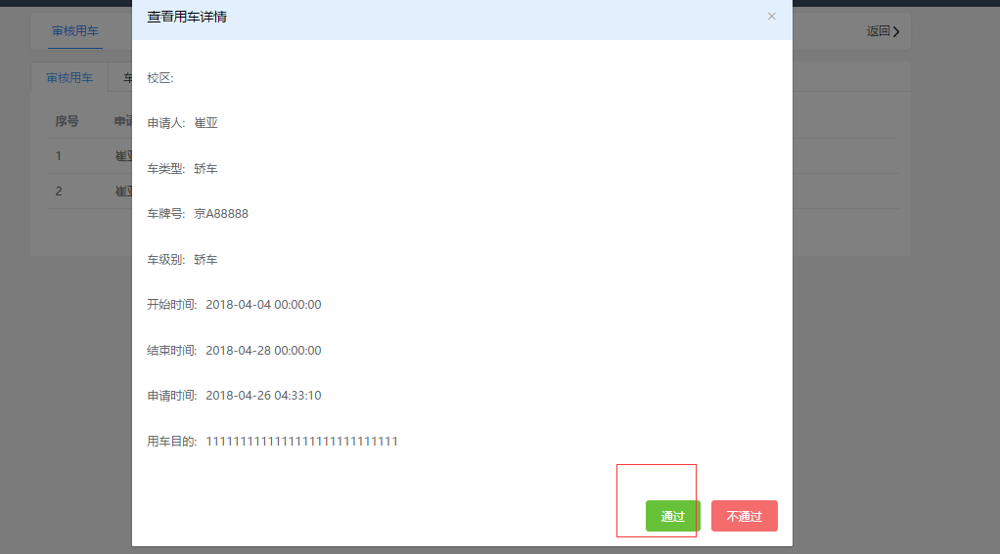 查看用车详情 ×
审核用车 返回
审核用车 车
校区:
序号 申请
申请人: 崔亚
1 崔亚
车类型: 轿车
2 崔亚
车牌号: 京A88888
车级别: 轿车
开始时间: 2018-04-04 00:00:00
结束时间: 2018-04-28 00:00:00
申请时间: 2018-04-26 04:33:10
用车目的: 1111111111111111111111111111
通过 不通过